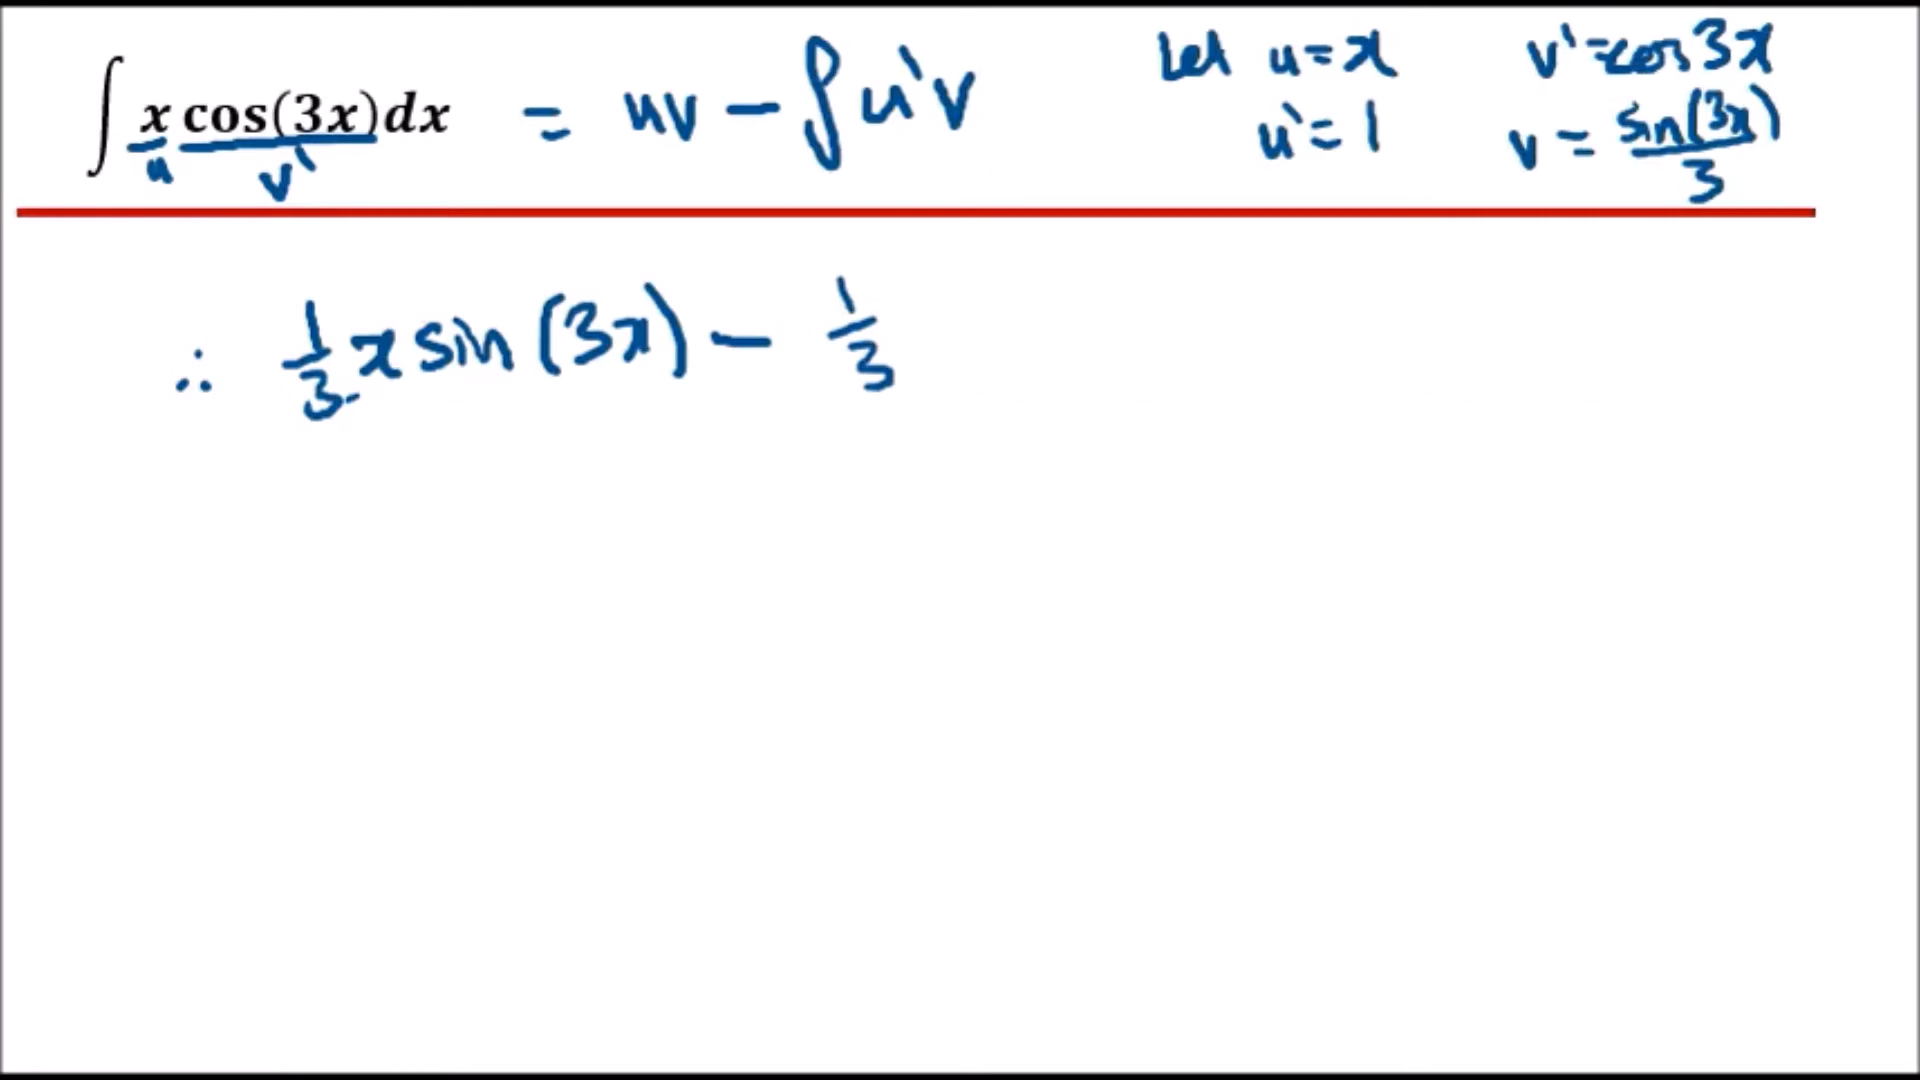 ∫ x cos(3x)dx = uv - ∫u'v Let u=x v'=cos3x
u v' u'=1 v = sin(3x)/3
∴ 1/3 x sin (3x) - 1/3